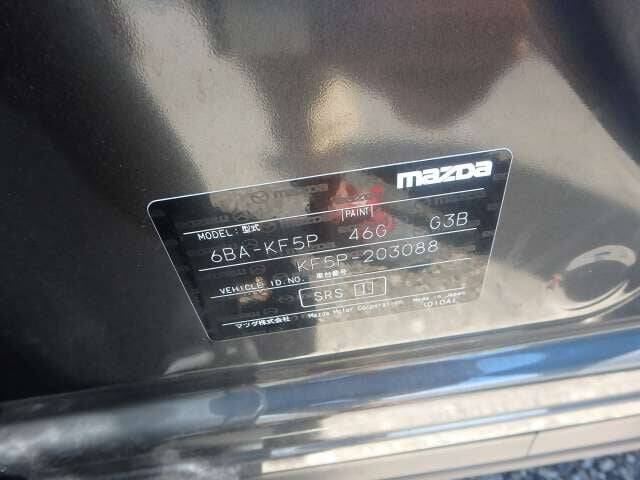 mazda
MODEL: 型式 PAINT
6BA-KF5P 46G G3B
KF5P-203088
VEHICLE ID.NO. 車台番号
SRS
マツダ株式会社 Mazda Motor Corporation Made in Japan